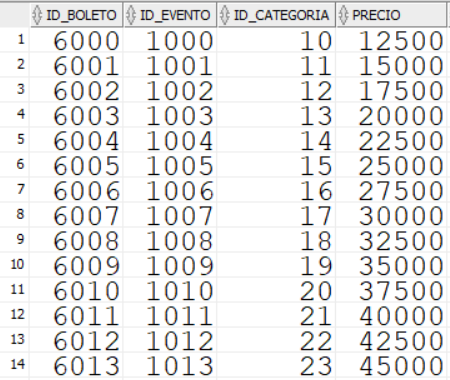 ID_BOLETO ID_EVENTO ID_CATEGORIA PRECIO
1 6000 1000 10 12500
2 6001 1001 11 15000
3 6002 1002 12 17500
4 6003 1003 13 20000
5 6004 1004 14 22500
6 6005 1005 15 25000
7 6006 1006 16 27500
8 6007 1007 17 30000
9 6008 1008 18 32500
10 6009 1009 19 35000
11 6010 1010 20 37500
12 6011 1011 21 40000
13 6012 1012 22 42500
14 6013 1013 23 45000